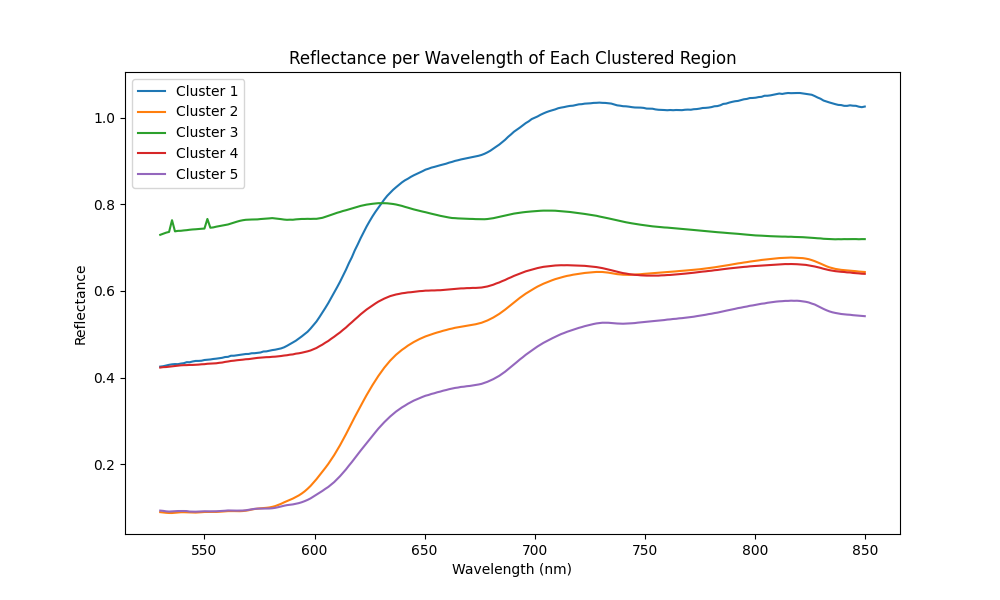 Reflectance per Wavelength of Each Clustered Region
Cluster 1
Cluster 2
Cluster 3
Cluster 4
Cluster 5
1.0
0.8
0.6
0.4
0.2
Reflectance
550 600 650 700 750 800 850
Wavelength (nm)